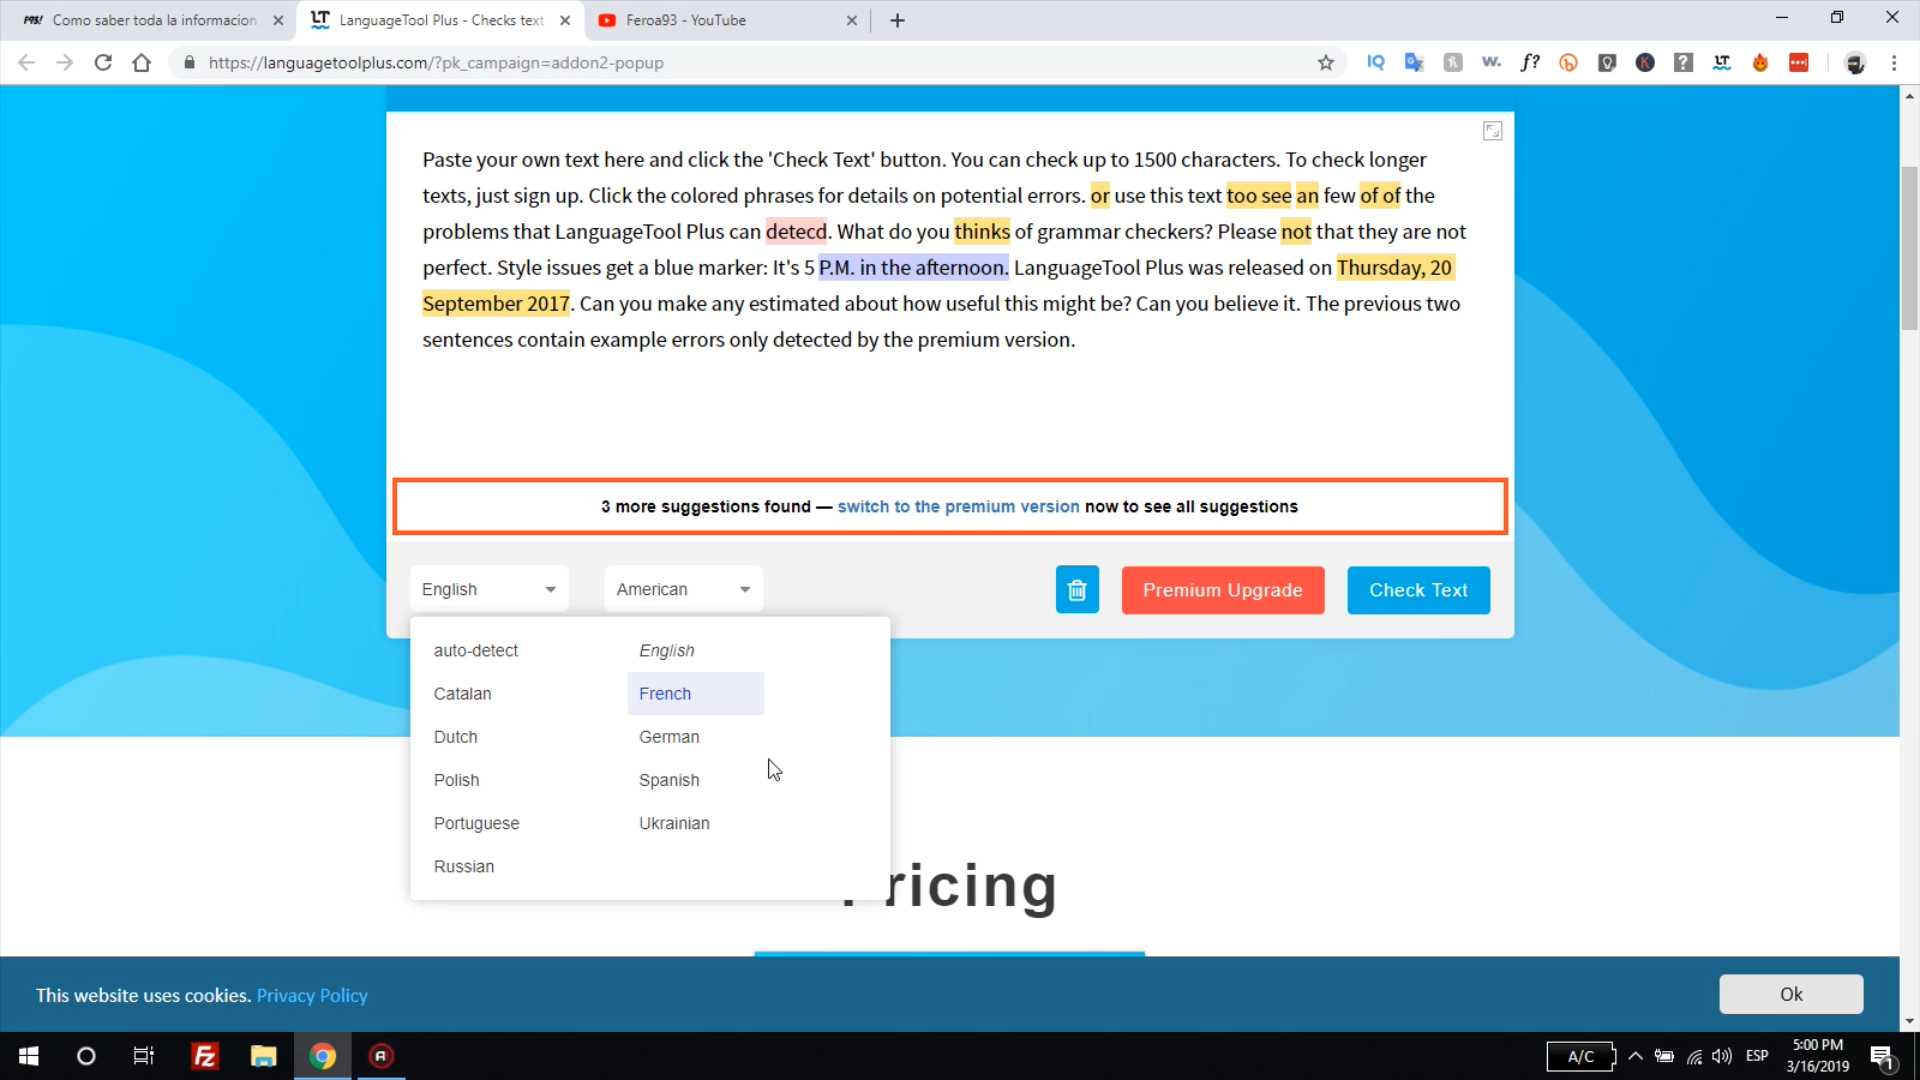 Como saber toda la informacion
LanguageTool Plus - Checks text
Feroa93 - YouTube
https://languagetoolplus.com/?pk_campaign=addon2-popup
Paste your own text here and click the 'Check Text' button. You can check up to 1500 characters. To check longer
texts, just sign up. Click the colored phrases for details on potential errors. or use this text too see an few of of the
problems that LanguageTool Plus can detecd. What do you thinks of grammar checkers? Please not that they are not
perfect. Style issues get a blue marker: It's 5 P.M. in the afternoon. LanguageTool Plus was released on Thursday, 20
September 2017. Can you make any estimated about how useful this might be? Can you believe it. The previous two
sentences contain example errors only detected by the premium version.
3 more suggestions found — switch to the premium version now to see all suggestions
English
American
Premium Upgrade
Check Text
auto-detect
English
Catalan
French
Dutch
German
Polish
Spanish
Portuguese
Ukrainian
Russian
Pricing
This website uses cookies. Privacy Policy
Ok
A/C
ESP
5:00 PM
3/16/2019
1